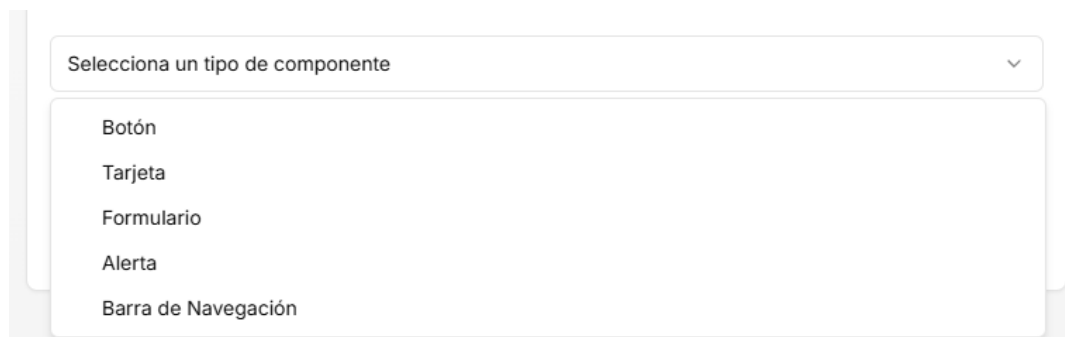 Selecciona un tipo de componente
Botón
Tarjeta
Formulario
Alerta
Barra de Navegación